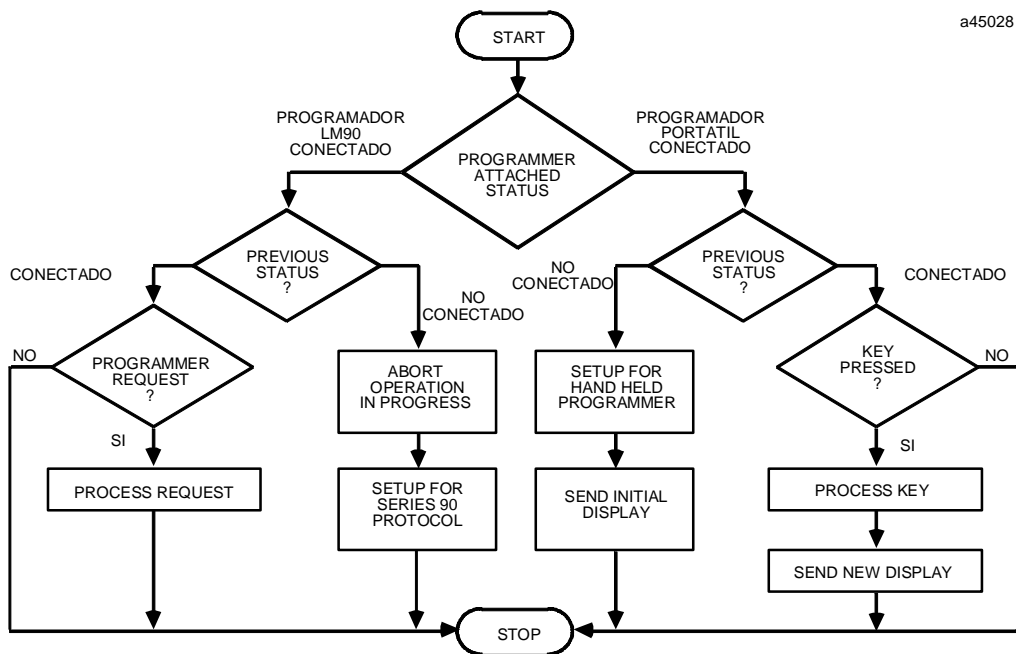 a45028
START
PROGRAMADOR
LM90
CONECTADO
PROGRAMADOR
PORTATIL
CONECTADO
PROGRAMMER
ATTACHED
STATUS
CONECTADO
PREVIOUS
STATUS
?
NO
CONECTADO
NO
CONECTADO
PREVIOUS
STATUS
?
CONECTADO
NO
PROGRAMMER
REQUEST
?
SI
ABORT
OPERATION
IN PROGRESS
SETUP FOR
HAND HELD
PROGRAMMER
KEY
PRESSED
?
NO
SI
PROCESS REQUEST
SETUP FOR
SERIES 90
PROTOCOL
SEND INITIAL
DISPLAY
PROCESS KEY
SEND NEW DISPLAY
STOP